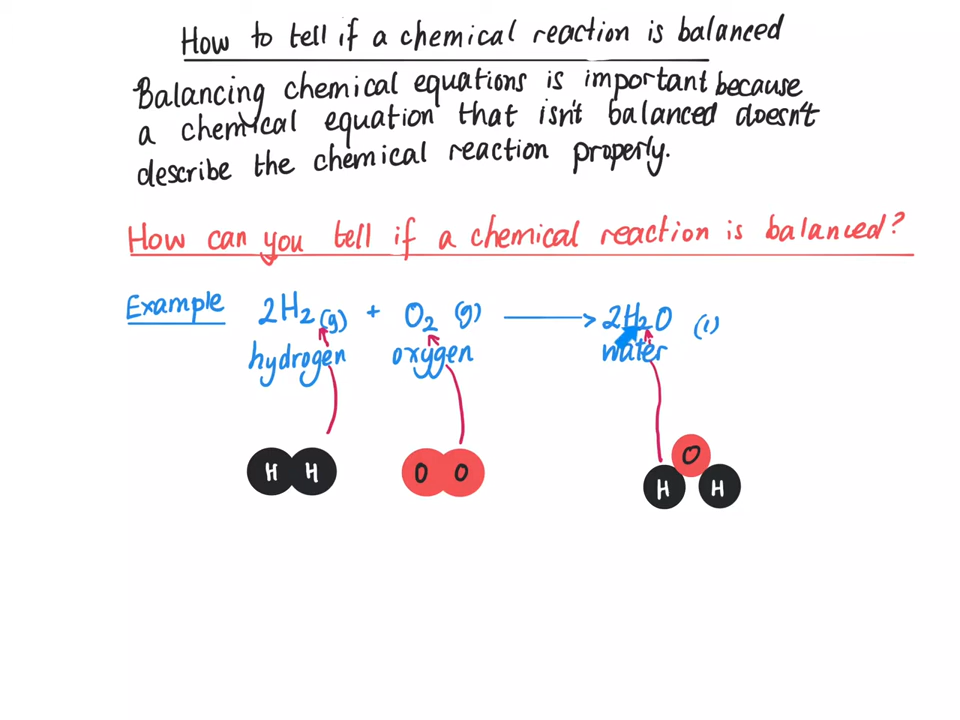 How to tell if a chemical reaction is balanced
Balancing chemical equations is important because
a chemical equation that isn't balanced doesn't
describe the chemical reaction properly.
How can you tell if a chemical reaction is balanced?
Example 2H₂(g) + O₂ (g) ⟶ 2H₂O (l)
hydrogen oxygen water
H H O O O
H H